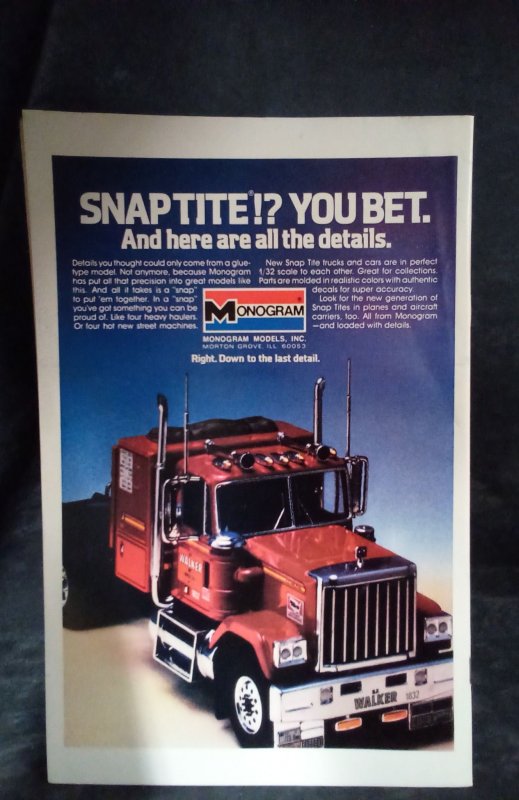 SNAP TITE®!? YOU BET.
And here are all the details.
Details you thought could only come from a glue-
type model. Not anymore, because Monogram
has put all that precision into great models like
this. And all it takes is a "snap"
to put 'em together. In a "snap"
you've got something you can be
proud of. Like four heavy haulers.
Or four hot new street machines.
New Snap Tite trucks and cars are in perfect
1/32 scale to each other. Great for collections.
Parts are molded in realistic colors with authentic
decals for super accuracy.
Look for the new generation of
Snap Tites in planes and aircraft
carriers, too. All from Monogram
—and loaded with details.
MONOGRAM
MONOGRAM MODELS, INC.
MORTON GROVE, ILL. 60053
Right. Down to the last detail.
WALKER
WALKER 1632